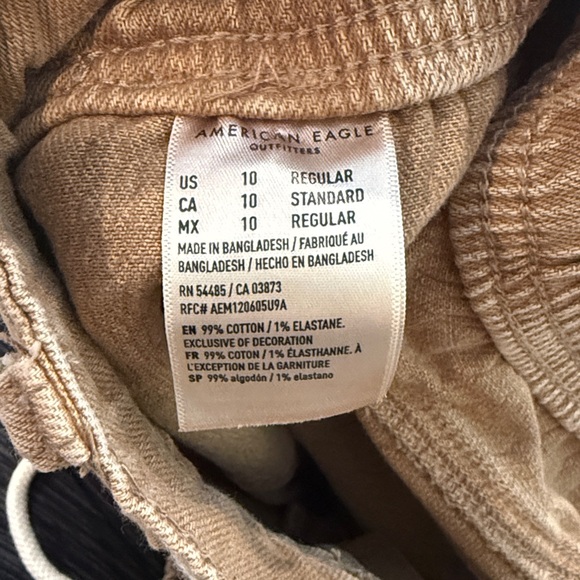 AMERICAN EAGLE
OUTFITTERS
US 10 REGULAR
CA 10 STANDARD
MX 10 REGULAR
MADE IN BANGLADESH / FABRIQUÉ AU
BANGLADESH / HECHO EN BANGLADESH
RN 54485 / CA 03873
RFC# AEM120605U9A
EN 99% COTTON / 1% ELASTANE.
EXCLUSIVE OF DECORATION
FR 99% COTON / 1% ÉLASTHANNE. À
L'EXCEPTION DE LA GARNITURE
SP 99% algodón / 1% elastano